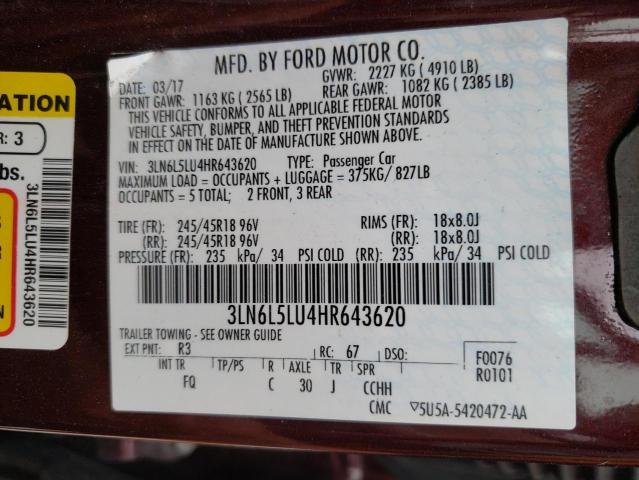 MFD. BY FORD MOTOR CO.
DATE: 03/17
GVWR: 2227 KG ( 4910 LB)
FRONT GAWR: 1163 KG ( 2565 LB)
REAR GAWR: 1082 KG ( 2385 LB)
THIS VEHICLE CONFORMS TO ALL APPLICABLE FEDERAL MOTOR
VEHICLE SAFETY, BUMPER, AND THEFT PREVENTION STANDARDS
IN EFFECT ON THE DATE OF MANUFACTURE SHOWN ABOVE.
VIN: 3LN6L5LU4HR643620 TYPE: Passenger Car
MAXIMUM LOAD = OCCUPANTS + LUGGAGE = 375KG/ 827LB
OCCUPANTS = 5 TOTAL; 2 FRONT, 3 REAR
TIRE (FR): 245/45R18 96V RIMS (FR): 18x8.0J
(RR): 245/45R18 96V (RR): 18x8.0J
PRESSURE (FR): 235 kPa/ 34 PSI COLD (RR): 235 kPa/ 34 PSI COLD
3LN6L5LU4HR643620
TRAILER TOWING - SEE OWNER GUIDE
EXT PNT: R3 RC: 67 DSO:
INT TR TP/PS R AXLE TR SPR
FQ C 30 J CCHH
F0076
R0101
CMC ▽5U5A-5420472-AA
ATION
R: 3
bs.
3LN6L5LU4HR643620
N